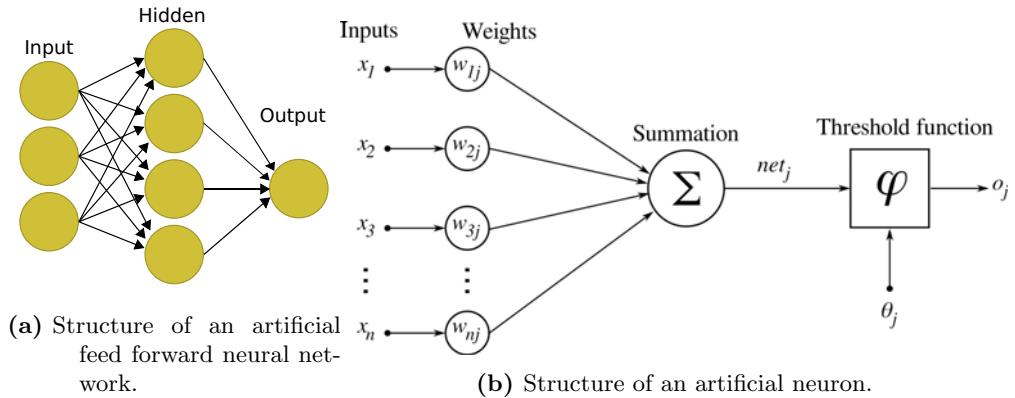 Hidden
Input
Output
(a) Structure of an artificial
feed forward neural net-
work.
Inputs Weights
x1 w1j
x2 w2j
x3 w3j
⋮ ⋮
xn wnj
Summation
Σ
netj
Threshold function
φ
oj
θj
(b) Structure of an artificial neuron.